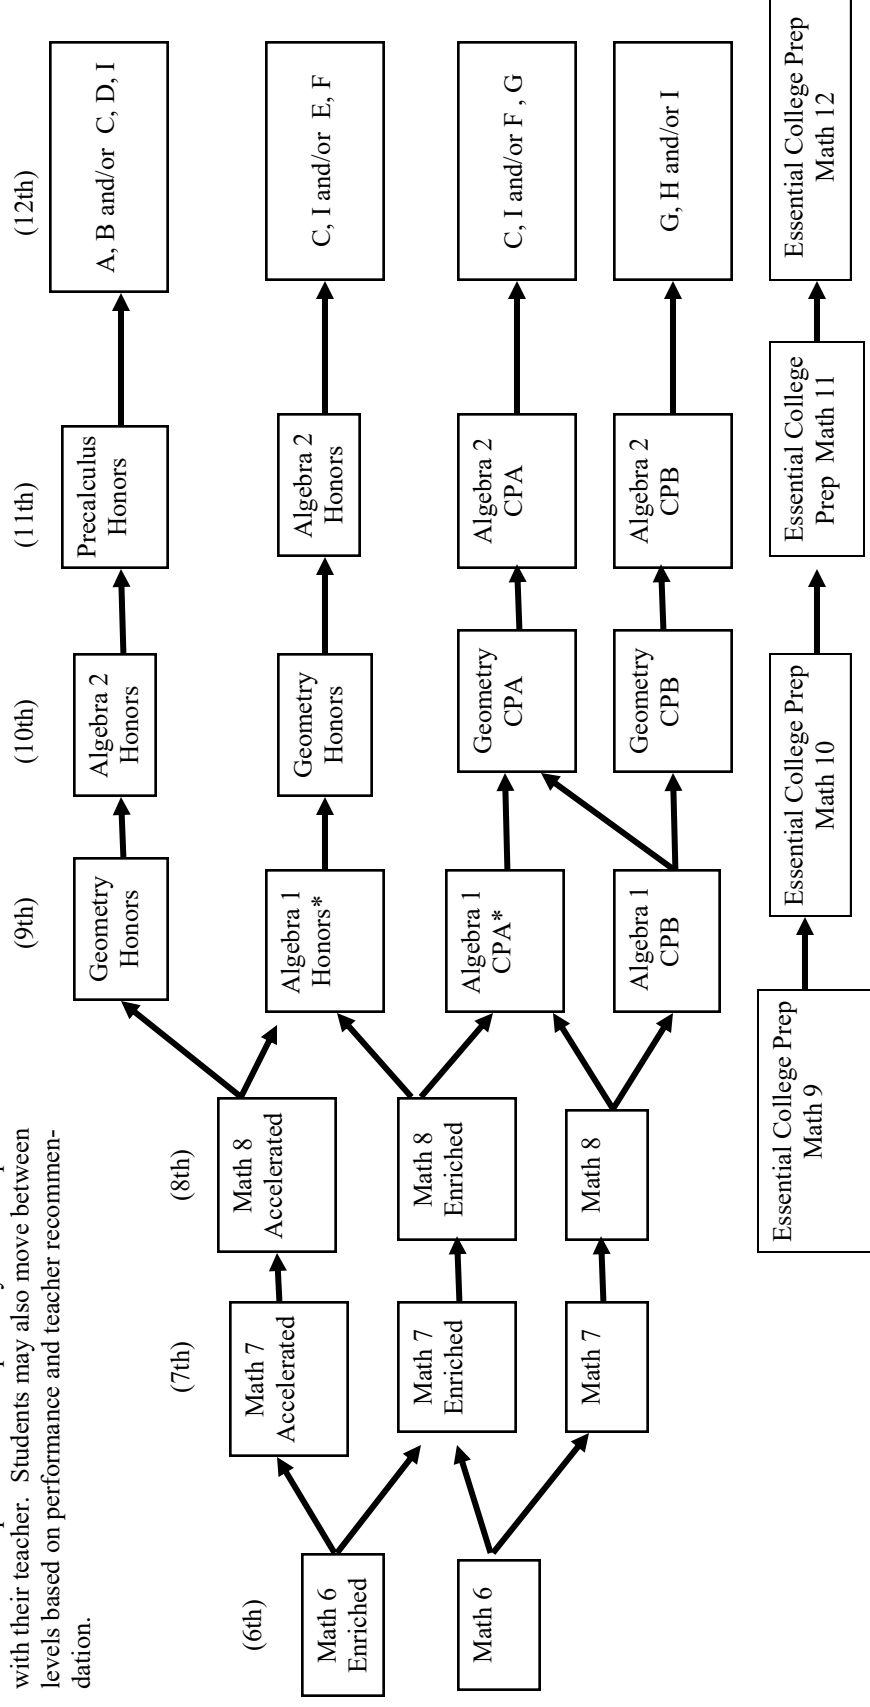 with their teacher. Students may also move between
levels based on performance and teacher recommen-
dation.
(6th)
(7th)
(8th)
(9th)
(10th)
(11th)
(12th)
Math 6
Enriched
Math 6
Math 7
Accelerated
Math 7
Enriched
Math 7
Math 8
Accelerated
Math 8
Enriched
Math 8
Geometry
Honors
Algebra 1
Honors*
Algebra 1
CPA*
Algebra 1
CPB
Essential College Prep
Math 9
Algebra 2
Honors
Geometry
Honors
Geometry
CPA
Geometry
CPB
Essential College Prep
Math 10
Precalculus
Honors
Algebra 2
Honors
Algebra 2
CPA
Algebra 2
CPB
Essential College
Prep Math 11
A, B and/or C, D, I
C, I and/or E, F
C, I and/or F , G
G, H and/or I
Essential College Prep
Math 12